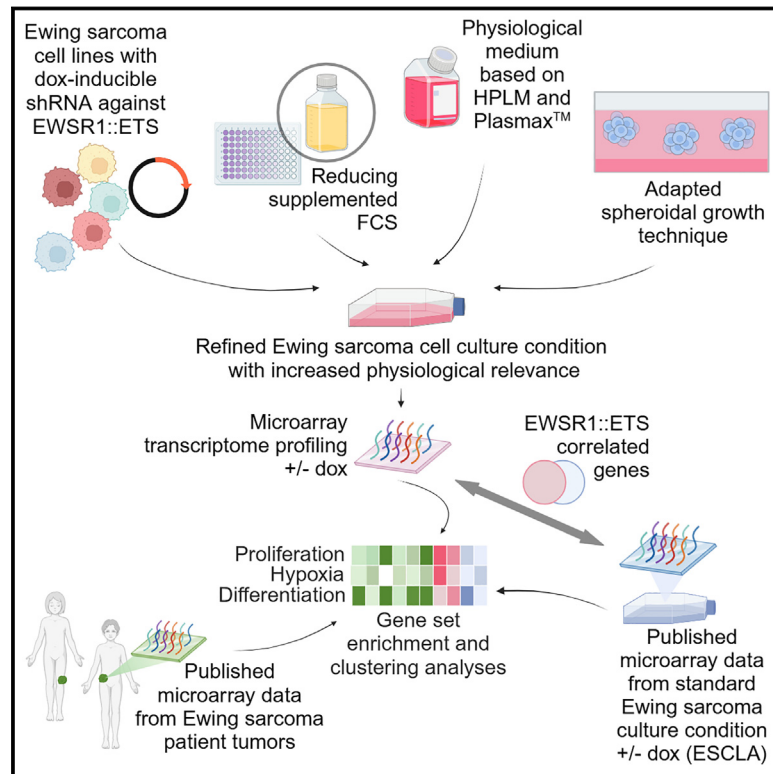 Ewing sarcoma
cell lines with
dox-inducible
shRNA against
EWSR1::ETS
Reducing
supplemented
FCS
Physiological
medium
based on
HPLM and
Plasmax™
Adapted
spheroidal growth
technique
Refined Ewing sarcoma cell culture condition
with increased physiological relevance
Microarray
transcriptome profiling
+/- dox
EWSR1::ETS
correlated
genes
Proliferation
Hypoxia
Differentiation
Gene set
enrichment and
clustering analyses
Published
microarray data
from Ewing sarcoma
patient tumors
Published
microarray data
from standard
Ewing sarcoma
culture condition
+/- dox (ESCLA)